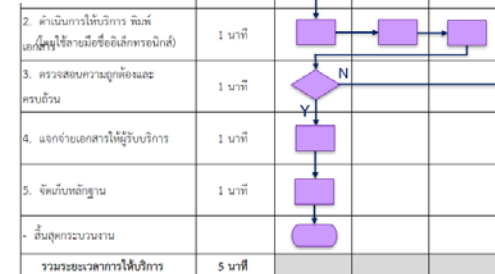 2. ดำเนินการให้บริการ พิมพ์
เอกสาร (โดยใช้ลายมือชื่ออิเล็กทรอนิกส์)
1 นาที
3. ตรวจสอบความถูกต้องและ
ครบถ้วน
1 นาที
N
Y
4. แจกจ่ายเอกสารให้ผู้รับบริการ
1 นาที
5. จัดเก็บหลักฐาน
1 นาที
- สิ้นสุดกระบวนงาน
รวมระยะเวลาการให้บริการ
5 นาที